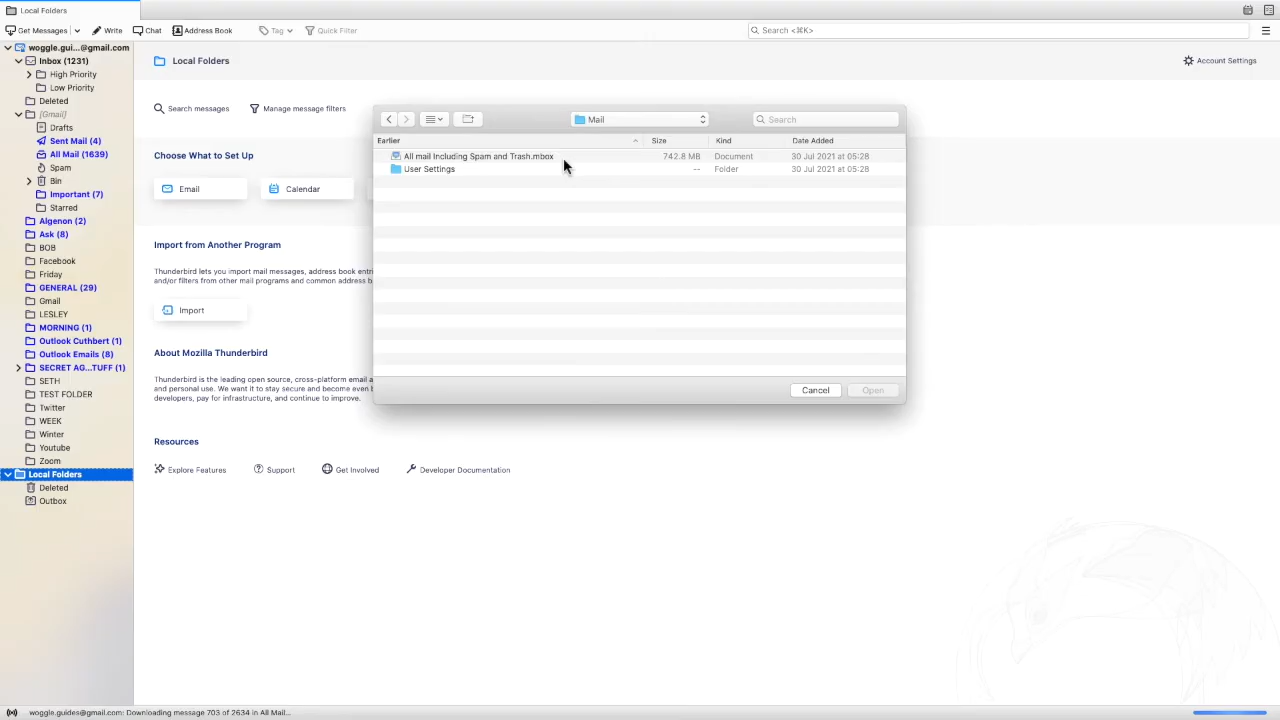 Local Folders
Get Messages
Write
Chat
Address Book
Tag
Quick Filter
Search <⌘K>
woggle.gui...@gmail.com
Inbox (1231)
High Priority
Low Priority
Deleted
[Gmail]
Drafts
Sent Mail (4)
All Mail (1639)
Spam
Bin
Important (7)
Starred
Algenon (2)
Ask (8)
BOB
Facebook
Friday
GENERAL (29)
Gmail
LESLEY
MORNING (1)
Outlook Cuthbert (1)
Outlook Emails (8)
SECRET AG...TUFF (1)
SETH
TEST FOLDER
Twitter
WEEK
Winter
Youtube
Zoom
Local Folders
Deleted
Outbox
Local Folders
Account Settings
Search messages
Manage message filters
Choose What to Set Up
Email
Calendar
Import from Another Program
Thunderbird lets you import mail messages, address book entri
and/or filters from other mail programs and common address b
Import
About Mozilla Thunderbird
Thunderbird is the leading open source, cross-platform email a
and personal use. We want it to stay secure and become even b
developers, pay for infrastructure, and continue to improve.
Resources
Explore Features
Support
Get Involved
Developer Documentation
Mail
Search
Earlier
Size
Kind
Date Added
All mail Including Spam and Trash.mbox
742.8 MB
Document
30 Jul 2021 at 05:28
User Settings
--
Folder
30 Jul 2021 at 05:28
Cancel
Open
woggle.guides@gmail.com: Downloading message 703 of 2634 in All Mail...